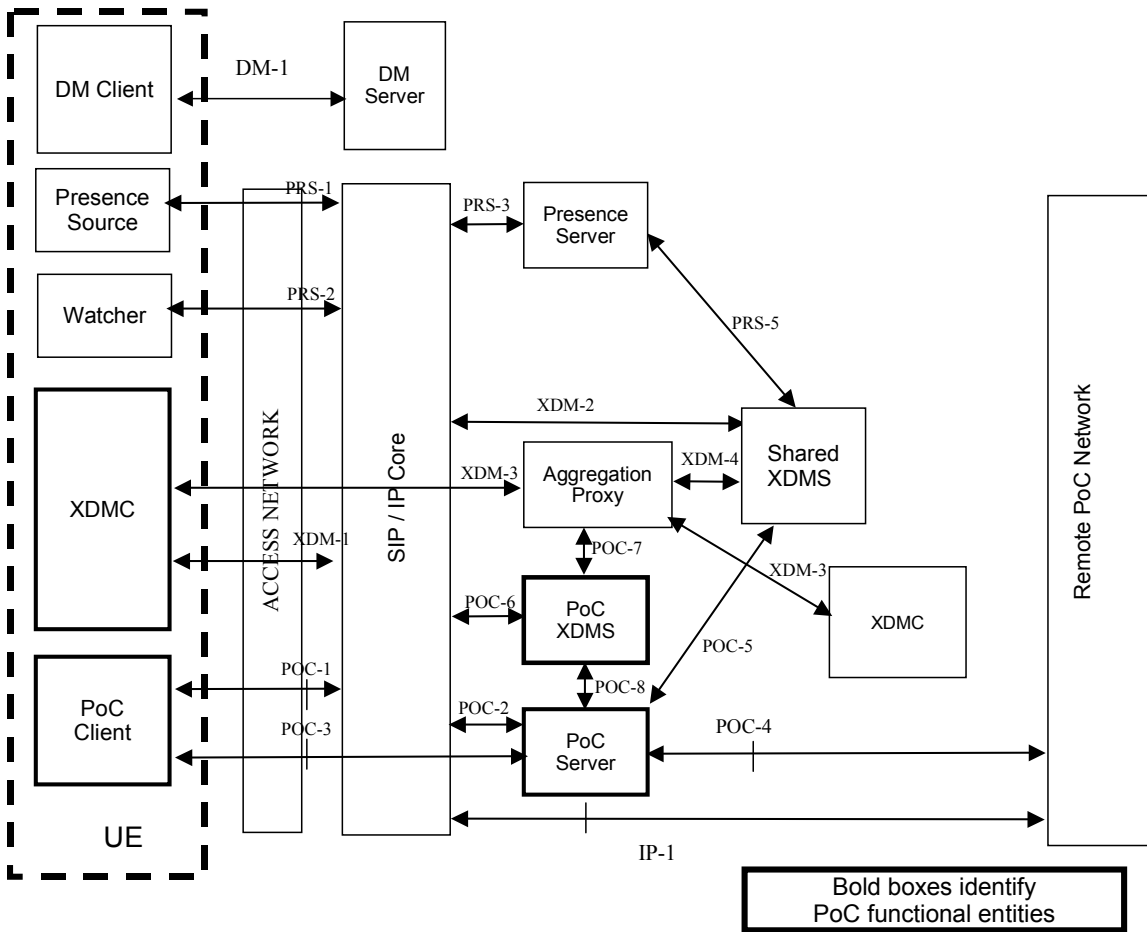 DM Client
DM-1
DM
Server
Presence
Source
PRS-1
PRS-3
Presence
Server
Watcher
PRS-2
PRS-5
XDMC
ACCESS NETWORK
SIP / IP Core
XDM-2
XDM-3
Aggregation
Proxy
XDM-4
Shared
XDMS
Remote PoC Network
XDM-1
POC-7
XDM-3
POC-6
PoC
XDMS
XDMC
POC-5
PoC
Client
POC-1
POC-8
POC-2
POC-3
PoC
Server
POC-4
UE
IP-1
Bold boxes identify
PoC functional entities